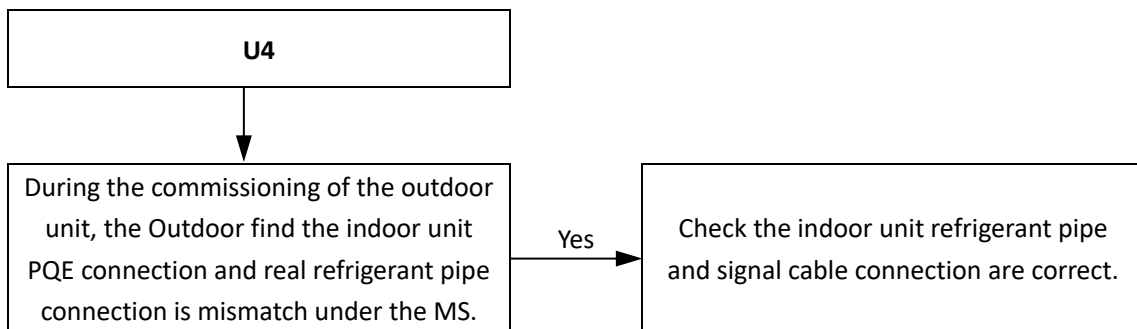 U4
During the commissioning of the outdoor
unit, the Outdoor find the indoor unit
PQE connection and real refrigerant pipe
connection is mismatch under the MS.
Yes
Check the indoor unit refrigerant pipe
and signal cable connection are correct.